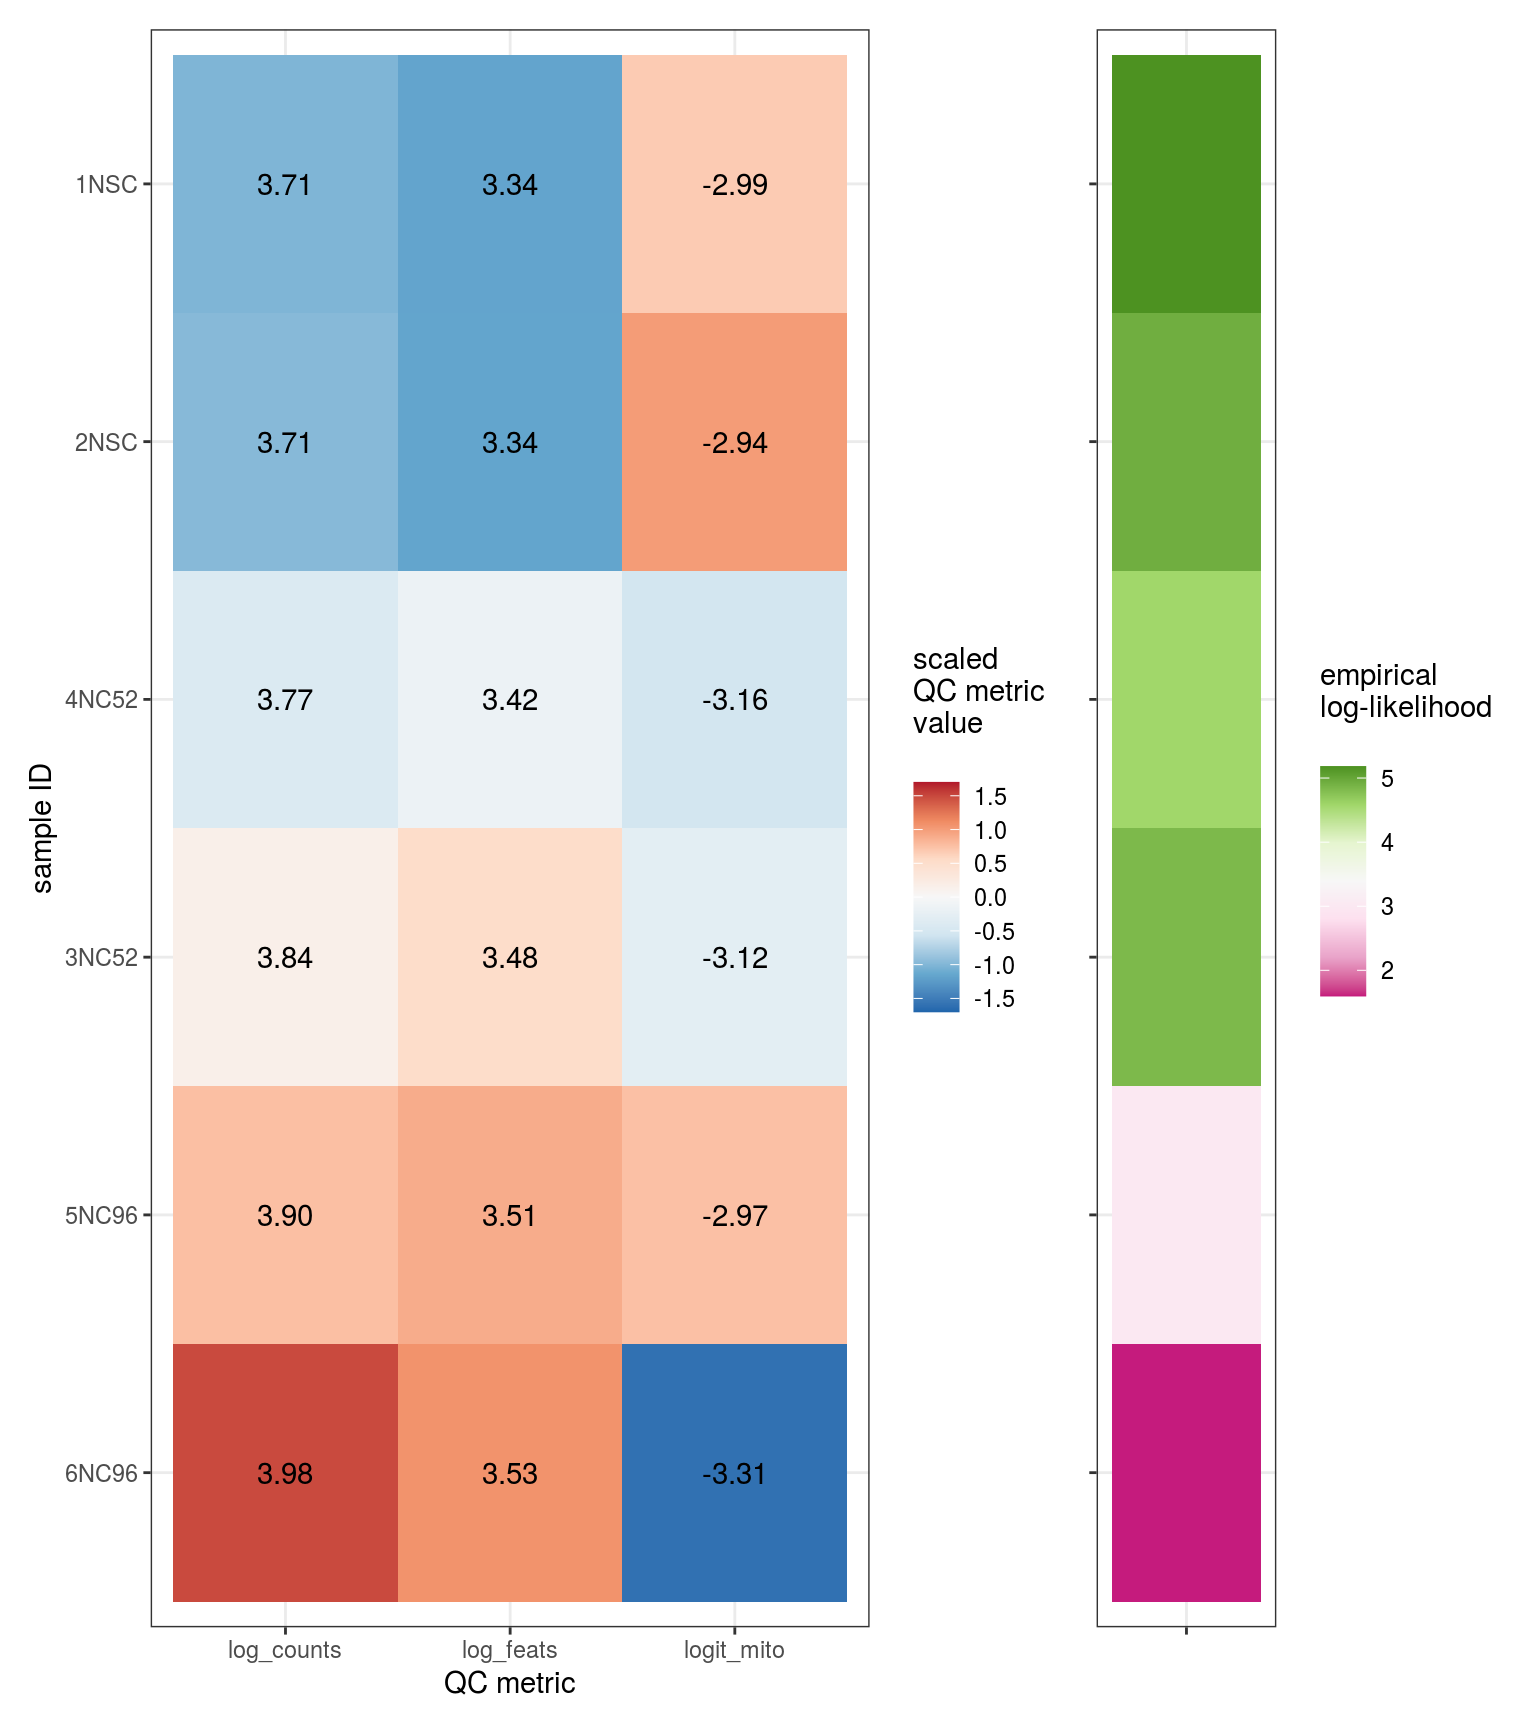 sample ID
1NSC
3.71 3.34 -2.99
2NSC
3.71 3.34 -2.94
4NC52
3.77 3.42 -3.16
3NC52
3.84 3.48 -3.12
5NC96
3.90 3.51 -2.97
6NC96
3.98 3.53 -3.31
log_counts log_feats logit_mito
QC metric
scaled
QC metric
value
1.5
1.0
0.5
0.0
-0.5
-1.0
-1.5
empirical
log-likelihood
5
4
3
2